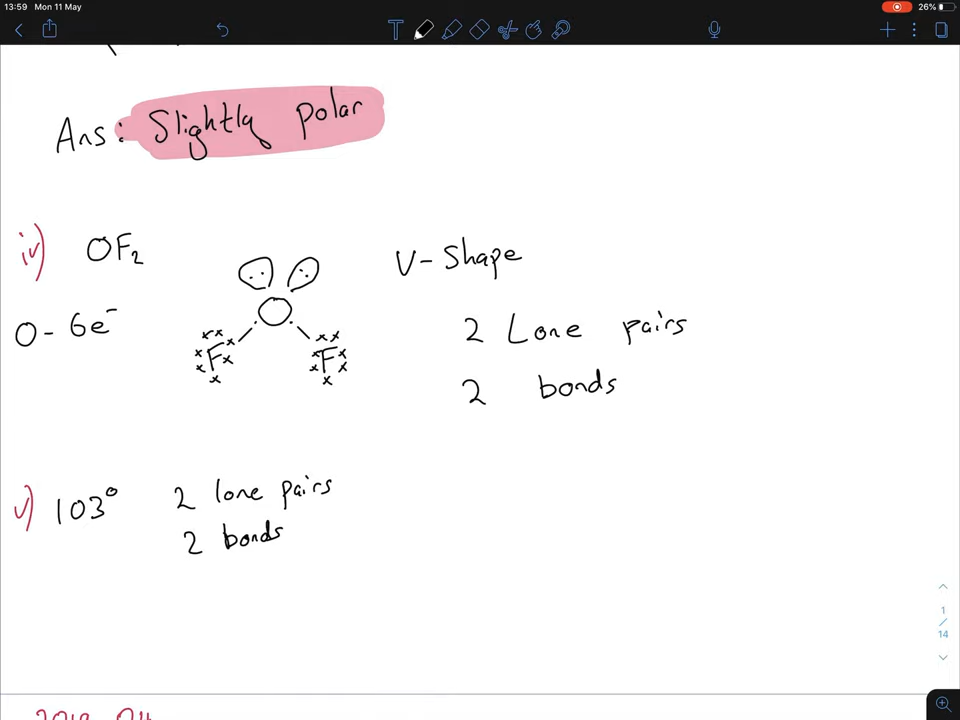 13:59 Mon 11 May
26%
Ans: Slightly polar
iv) OF₂
V-Shape
O - 6e⁻
F F
2 Lone pairs
2 bonds
v) 103° 2 lone pairs
2 bonds
1
/
14